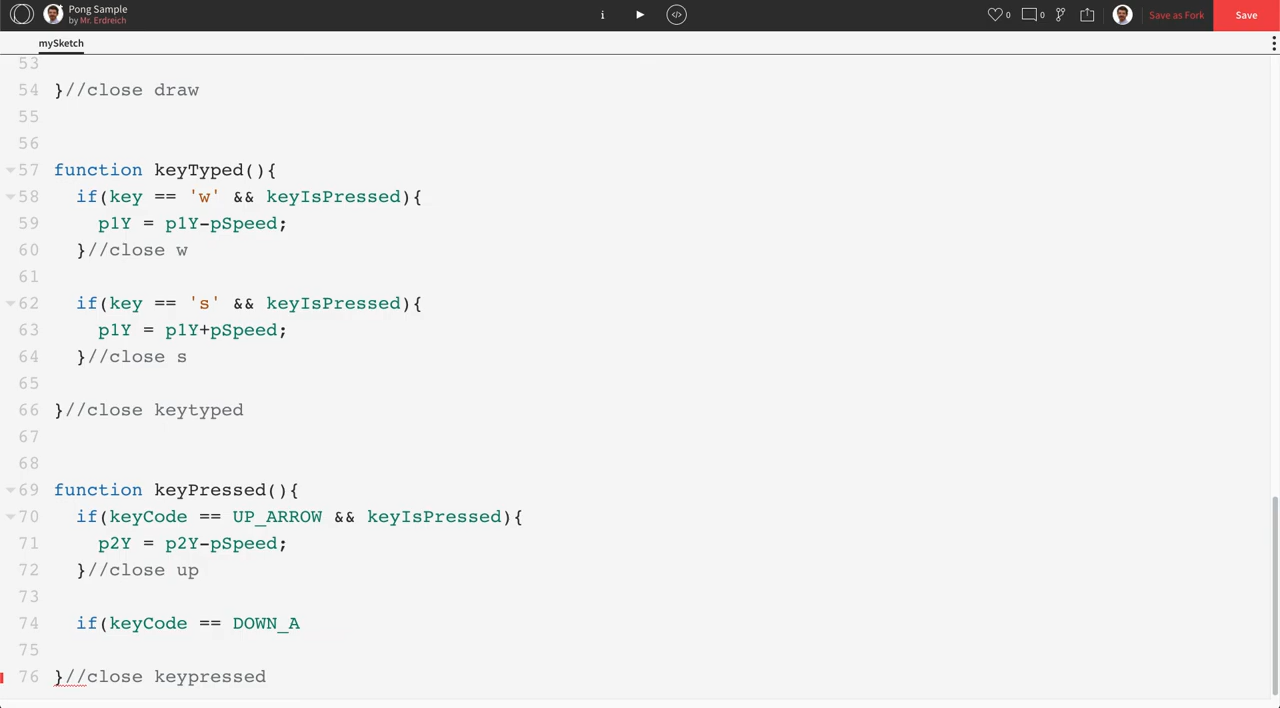 Pong Sample
by Mr. Erdreich
i
</>
0
0
Save as Fork
Save
mySketch
53
54 }//close draw
55
56
57 function keyTyped(){
58 if(key == 'w' && keyIsPressed){
59 p1Y = p1Y-pSpeed;
60 }//close w
61
62 if(key == 's' && keyIsPressed){
63 p1Y = p1Y+pSpeed;
64 }//close s
65
66 }//close keytyped
67
68
69 function keyPressed(){
70 if(keyCode == UP_ARROW && keyIsPressed){
71 p2Y = p2Y-pSpeed;
72 }//close up
73
74 if(keyCode == DOWN_A
75
76 }//close keypressed